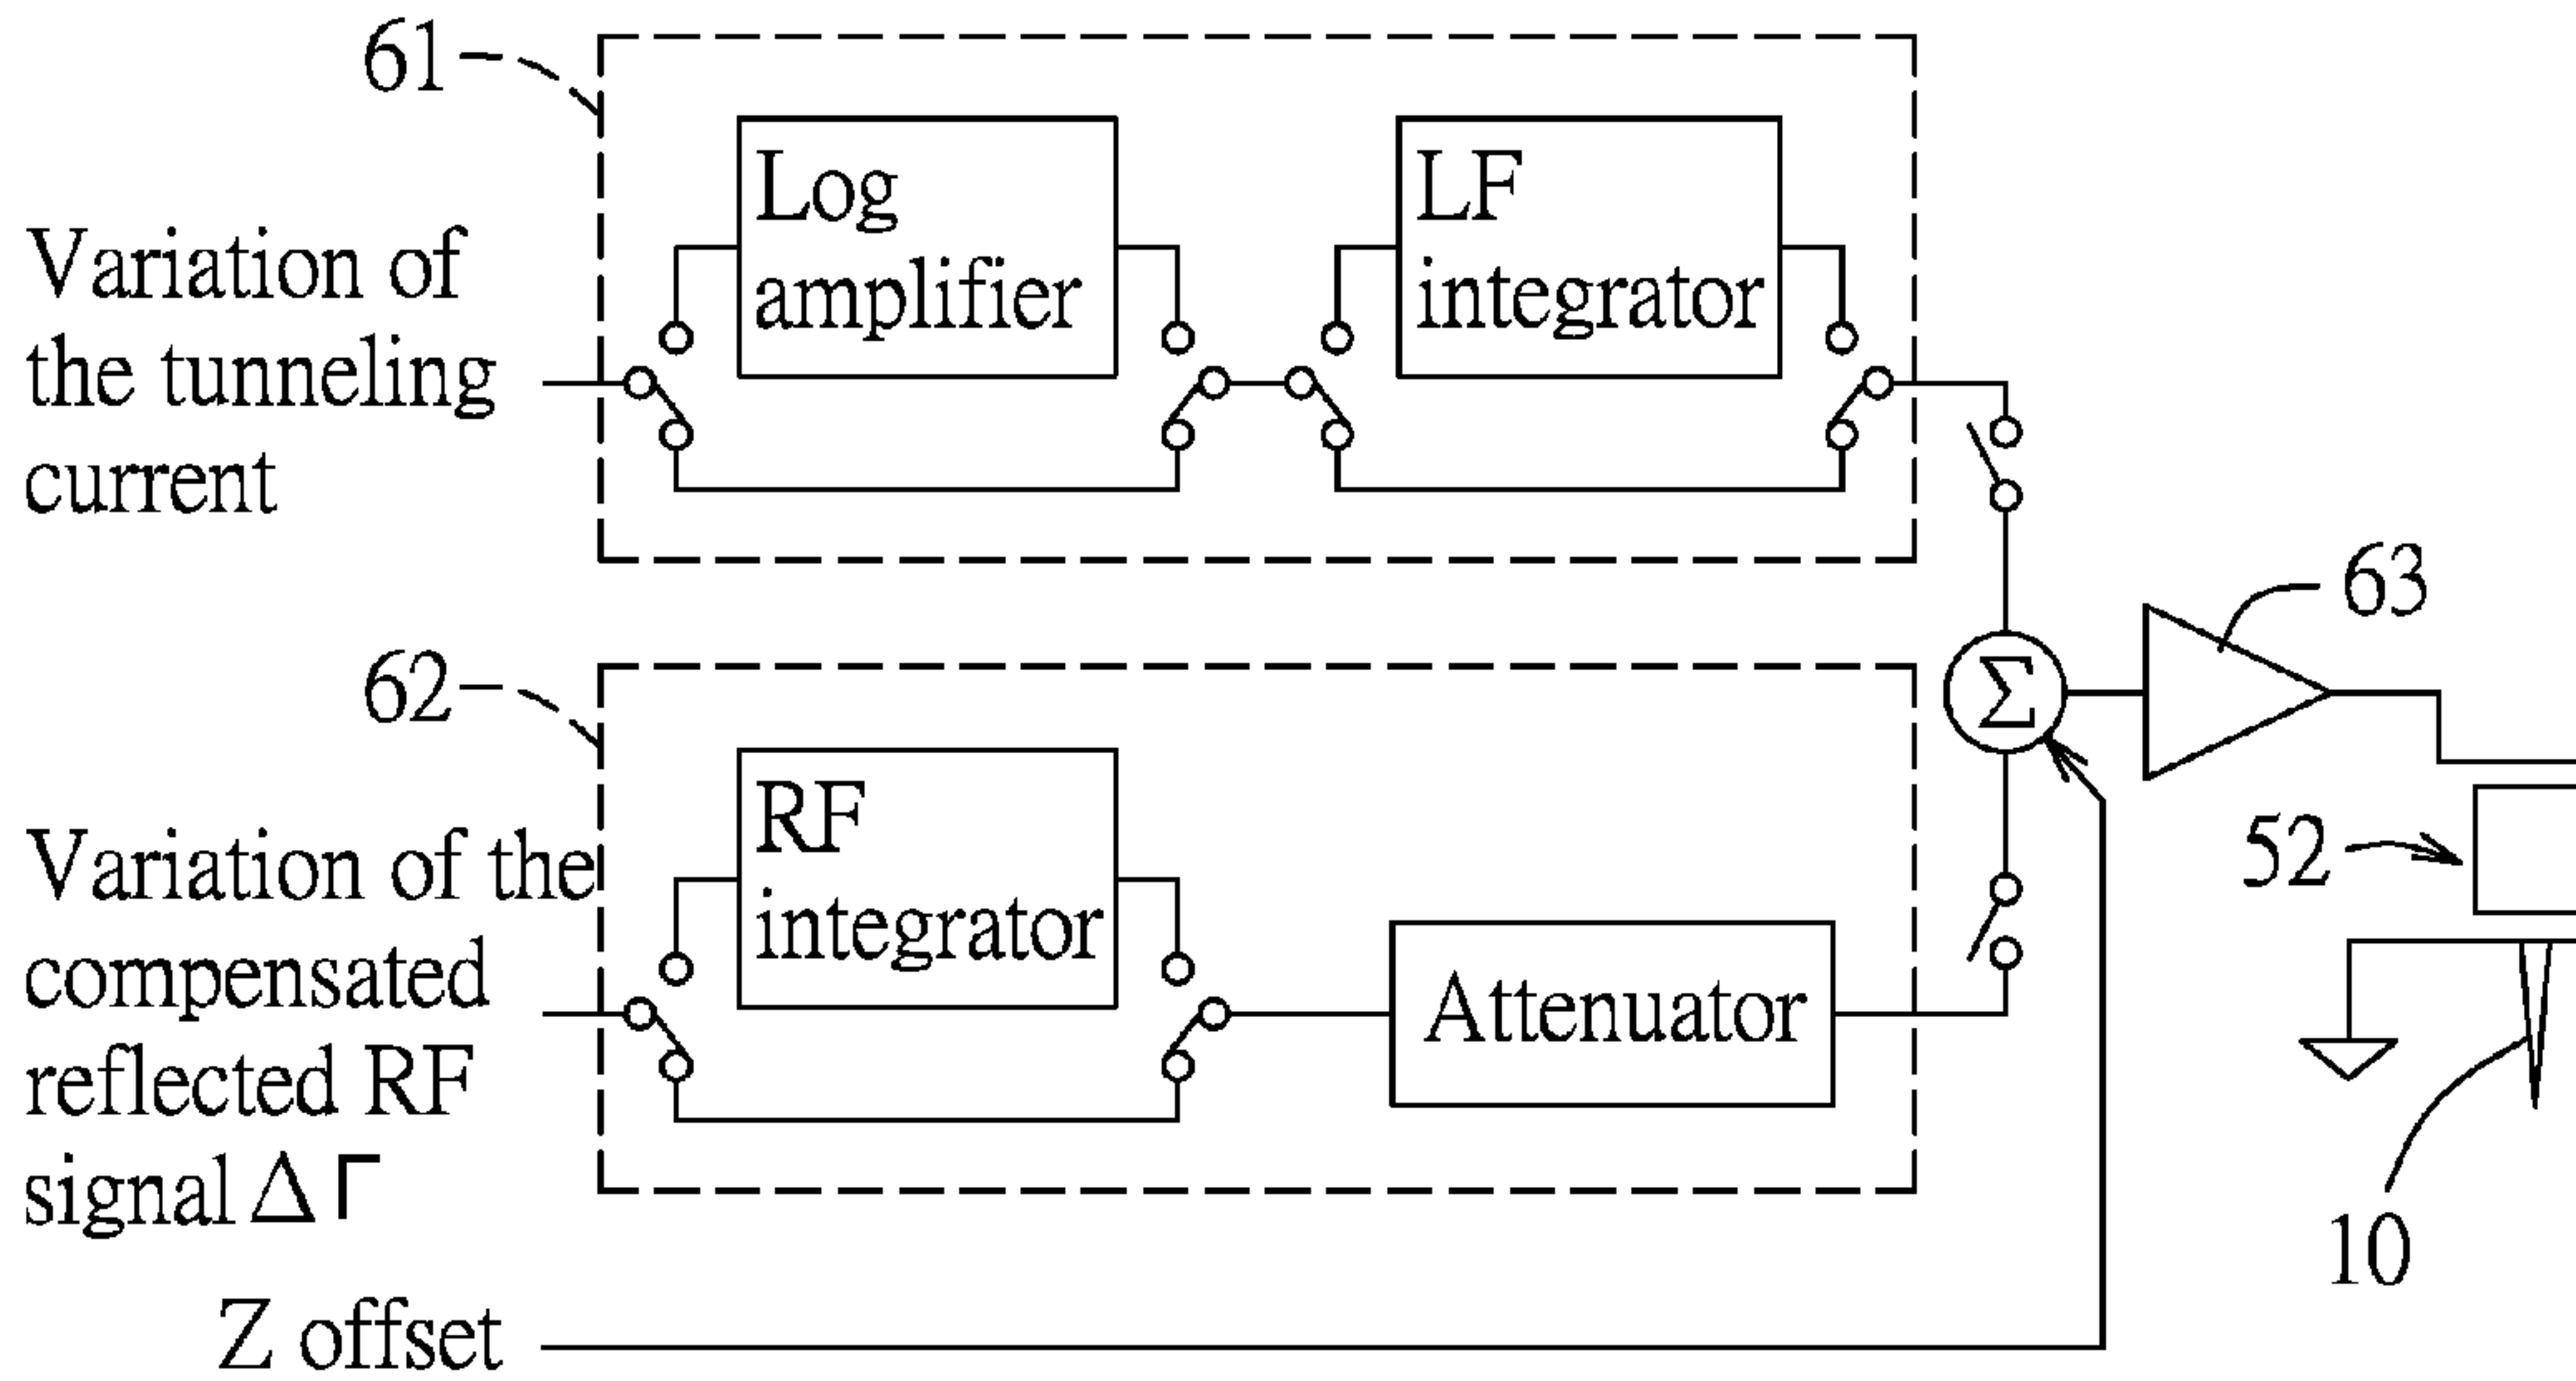 61
Log
amplifier
LF
integrator
Variation of
the tunneling
current
63
62
Σ
RF
integrator
Attenuator
52
Variation of the
compensated
reflected RF
signal ΔΓ
10
Z offset